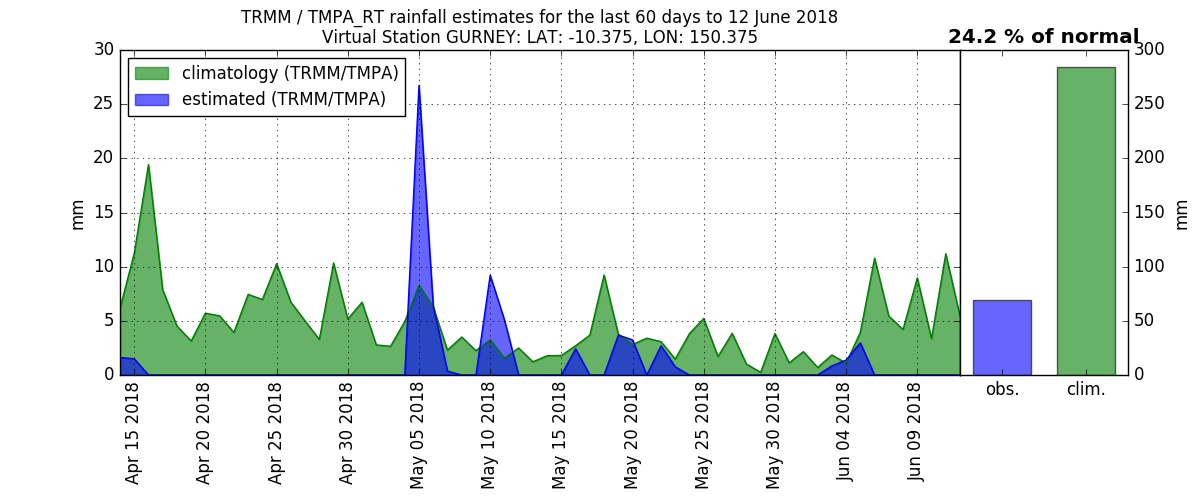 TRMM / TMPA_RT rainfall estimates for the last 60 days to 12 June 2018
Virtual Station GURNEY: LAT: -10.375, LON: 150.375
24.2 % of normal
climatology (TRMM/TMPA)
estimated (TRMM/TMPA)
mm
30
25
20
15
10
5
0
Apr 15 2018
Apr 20 2018
Apr 25 2018
Apr 30 2018
May 05 2018
May 10 2018
May 15 2018
May 20 2018
May 25 2018
May 30 2018
Jun 04 2018
Jun 09 2018
300
250
200
150
100
50
0
mm
obs.
clim.